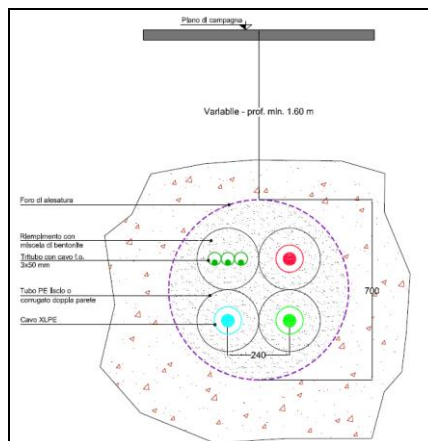 Plano di campagna
Variabile - prof. min. 1.60 m
Foro di alesatura
Riempimento con
miscela di bentonite
Tritubo con cavo f.o.
3x50 mm
Tubo PE liscio o
corrugato doppia parete
Cavo XLPE
700
240